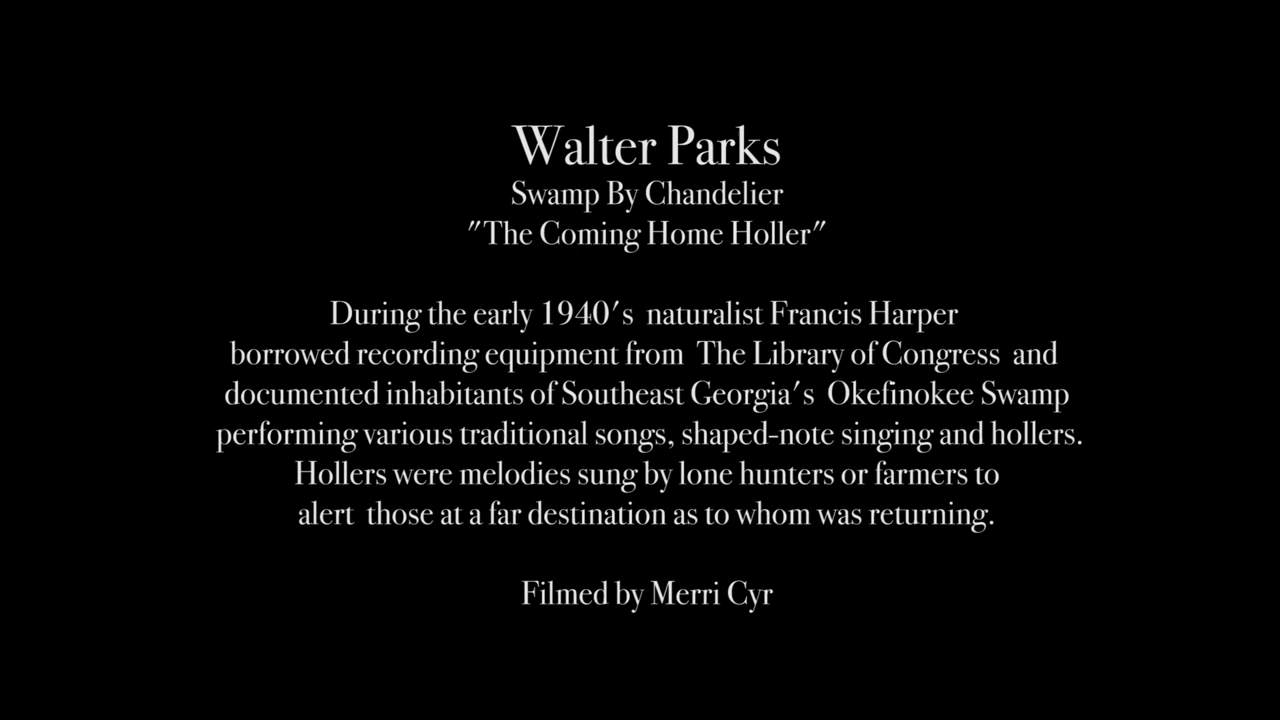 Walter Parks
Swamp By Chandelier
"The Coming Home Holler"
During the early 1940's naturalist Francis Harper
borrowed recording equipment from The Library of Congress and
documented inhabitants of Southeast Georgia's Okefinokee Swamp
performing various traditional songs, shaped-note singing and hollers.
Hollers were melodies sung by lone hunters or farmers to
alert those at a far destination as to whom was returning.
Filmed by Merri Cyr